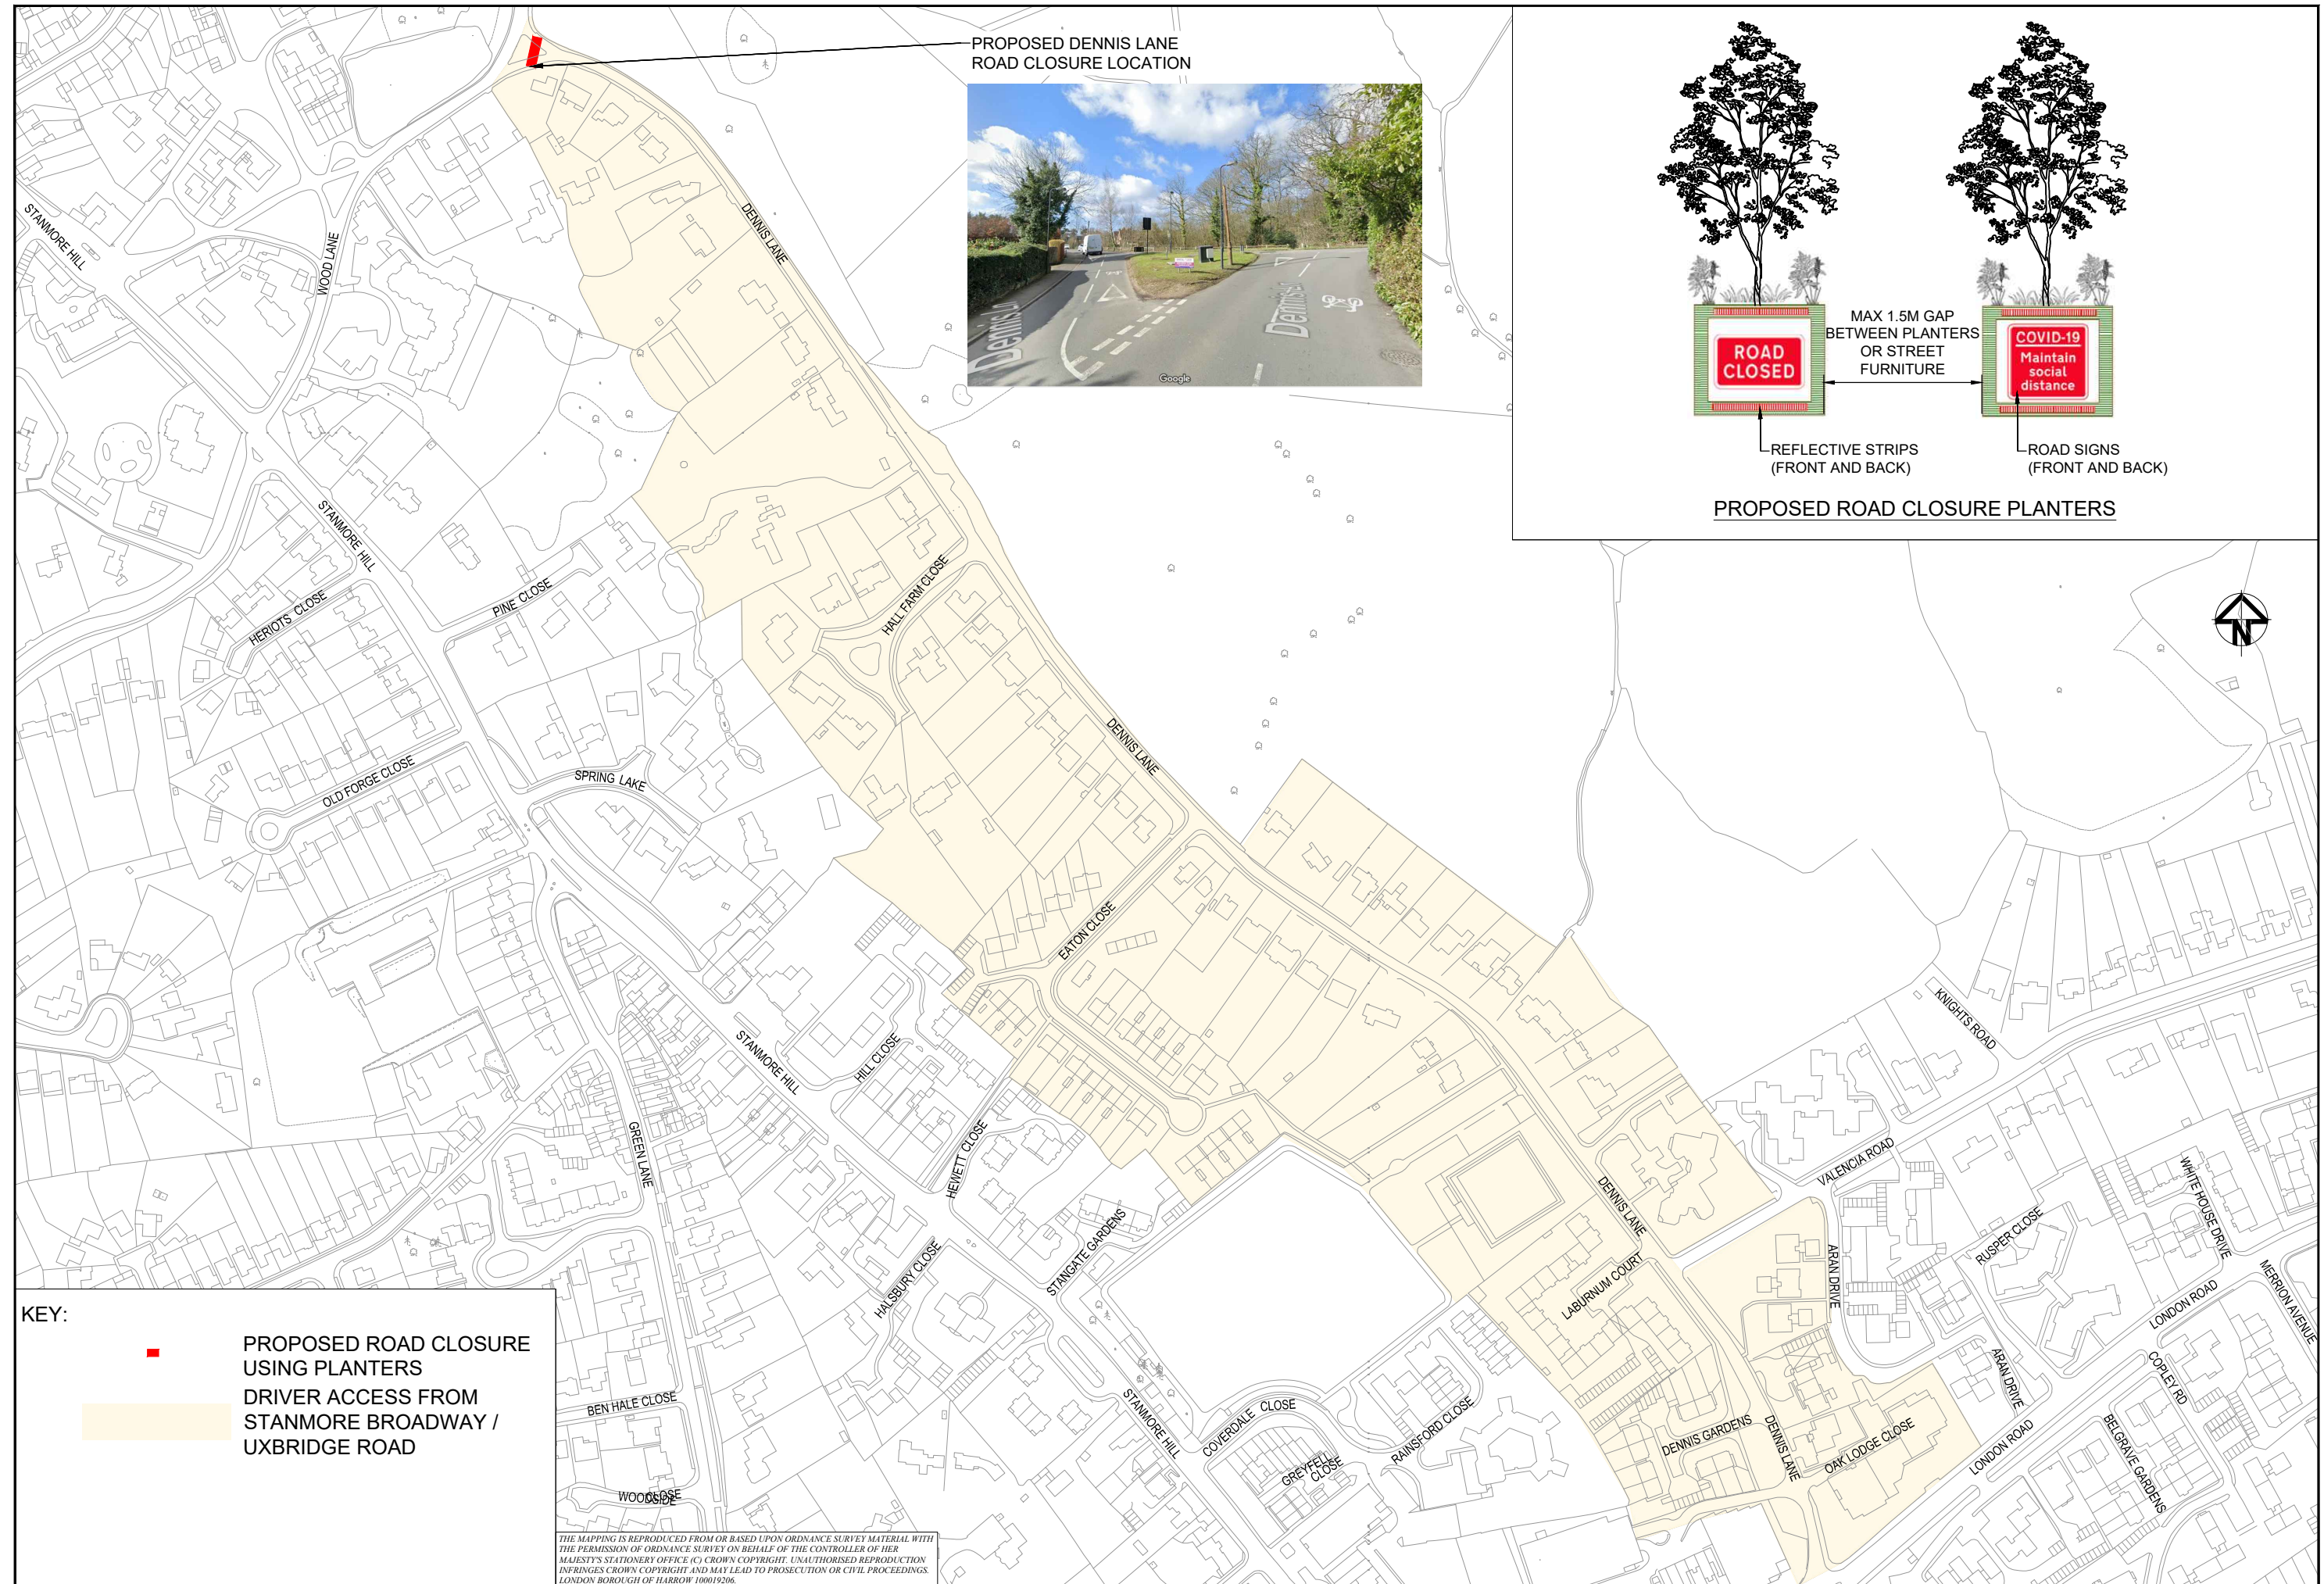 PROPOSED DENNIS LANE
ROAD CLOSURE LOCATION
Dennis Ln
Google
ROAD
CLOSED
MAX 1.5M GAP
BETWEEN PLANTERS
OR STREET
FURNITURE
COVID-19
Maintain
social
distance
REFLECTIVE STRIPS
(FRONT AND BACK)
ROAD SIGNS
(FRONT AND BACK)
PROPOSED ROAD CLOSURE PLANTERS
N
STANMORE HILL
WOOD LANE
DENNIS LANE
STANMORE HILL
HERIOTS CLOSE
PINE CLOSE
HALL FARM CLOSE
OLD FORGE CLOSE
SPRING LAKE
DENNIS LANE
EATON CLOSE
STANMORE HILL
HILL CLOSE
KNIGHTS ROAD
GREEN LANE
HEWETT CLOSE
VALENCIA ROAD
WHITE HOUSE DRIVE
DENNIS LANE
HALSBURY CLOSE
STANGATE GARDENS
LABURNUM COURT
ARAN DRIVE
RUSPER CLOSE
LONDON ROAD
MERRION AVENUE
BEN HALE CLOSE
STANMORE HILL
COVERDALE CLOSE
GREYFELL
CLOSE
RAINSFORD CLOSE
DENNIS GARDENS
DENNIS LANE
OAK LODGE CLOSE
ARAN DRIVE
LONDON ROAD
COPLEY RD
BELGRAVE GARDENS
WOODSIDE
CLOSE
KEY:
PROPOSED ROAD CLOSURE
USING PLANTERS
DRIVER ACCESS FROM
STANMORE BROADWAY /
UXBRIDGE ROAD
THE MAPPING IS REPRODUCED FROM OR BASED UPON ORDNANCE SURVEY MATERIAL WITH
THE PERMISSION OF ORDNANCE SURVEY ON BEHALF OF THE CONTROLLER OF HER
MAJESTY'S STATIONERY OFFICE (C) CROWN COPYRIGHT. UNAUTHORISED REPRODUCTION
INFRINGES CROWN COPYRIGHT AND MAY LEAD TO PROSECUTION OR CIVIL PROCEEDINGS.
LONDON BOROUGH OF HARROW 100019206.